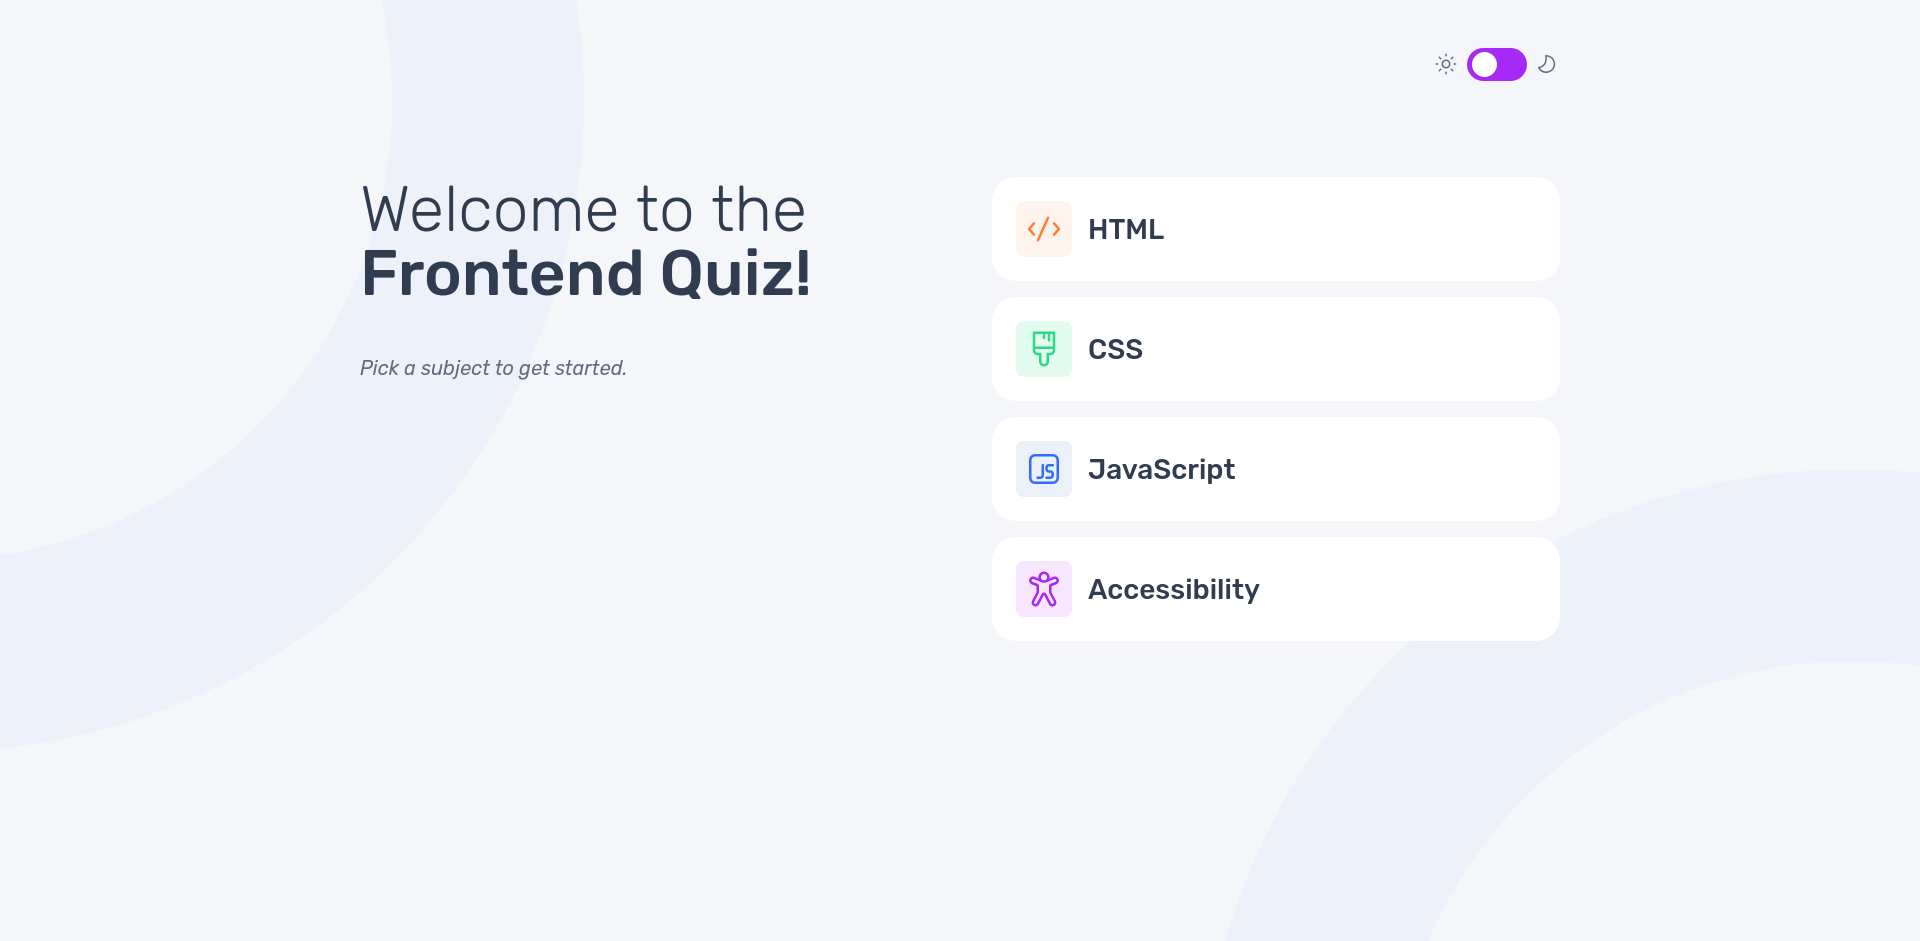 Welcome to the
Frontend Quiz!
Pick a subject to get started.
HTML
CSS
JS
JavaScript
Accessibility